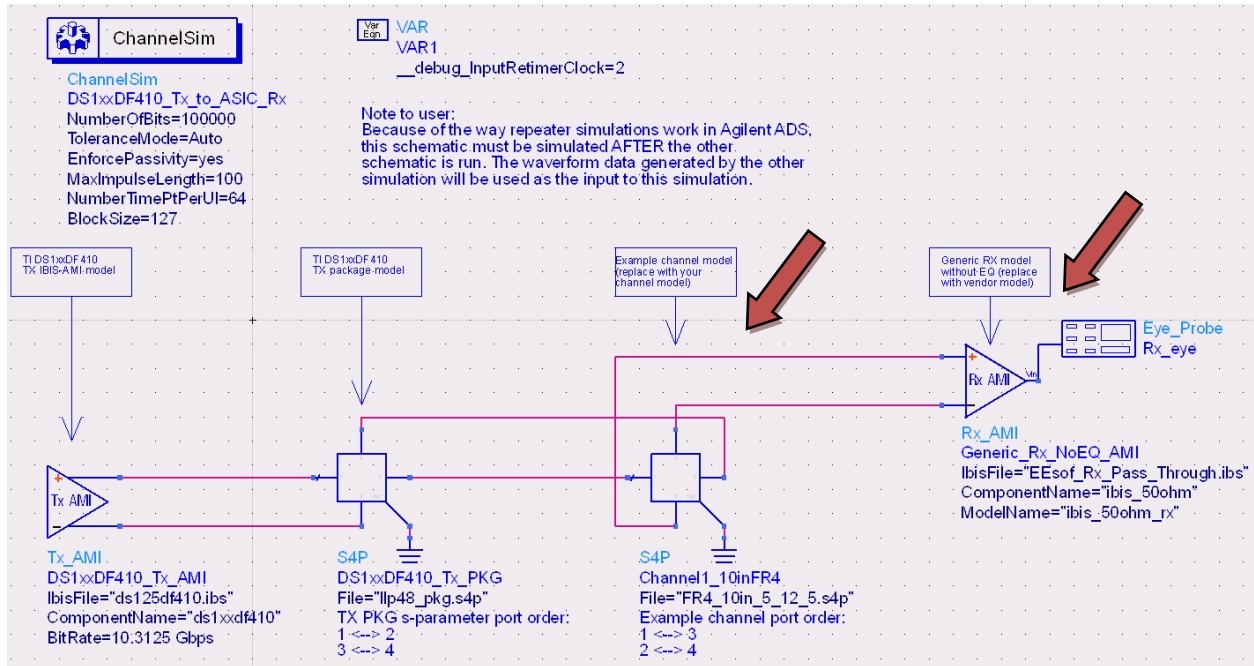 ChannelSim
ChannelSim
DS1xxDF410_Tx_to_ASIC_Rx
NumberOfBits=100000
ToleranceMode=Auto
EnforcePassivity=yes
MaxImpulseLength=100
NumberTimePtPerUI=64
BlockSize=127
Var
Eqn
VAR
VAR1
__debug_InputRetimerClock=2
Note to user:
Because of the way repeater simulations work in Agilent ADS,
this schematic must be simulated AFTER the other
schematic is run. The waveform data generated by the other
simulation will be used as the input to this simulation.
TI DS1xxDF410
TX IBIS-AMI model
TI DS1xxDF410
TX package model
Example channel model
(replace with your
channel model)
Generic RX model
without EQ (replace
with vendor model)
Eye_Probe
Rx_eye
+
Rx AMI
−
Rx_AMI
Generic_Rx_NoEQ_AMI
IbisFile="EEsof_Rx_Pass_Through.ibs"
ComponentName="ibis_50ohm"
ModelName="ibis_50ohm_rx"
+
Tx AMI
−
Tx_AMI
DS1xxDF410_Tx_AMI
IbisFile="ds125df410.ibs"
ComponentName="ds1xxdf410"
BitRate=10.3125 Gbps
S4P
DS1xxDF410_Tx_PKG
File="llp48_pkg.s4p"
TX PKG s-parameter port order:
1 <--> 2
3 <--> 4
S4P
Channel1_10inFR4
File="FR4_10in_5_12_5.s4p"
Example channel port order:
1 <--> 3
2 <--> 4